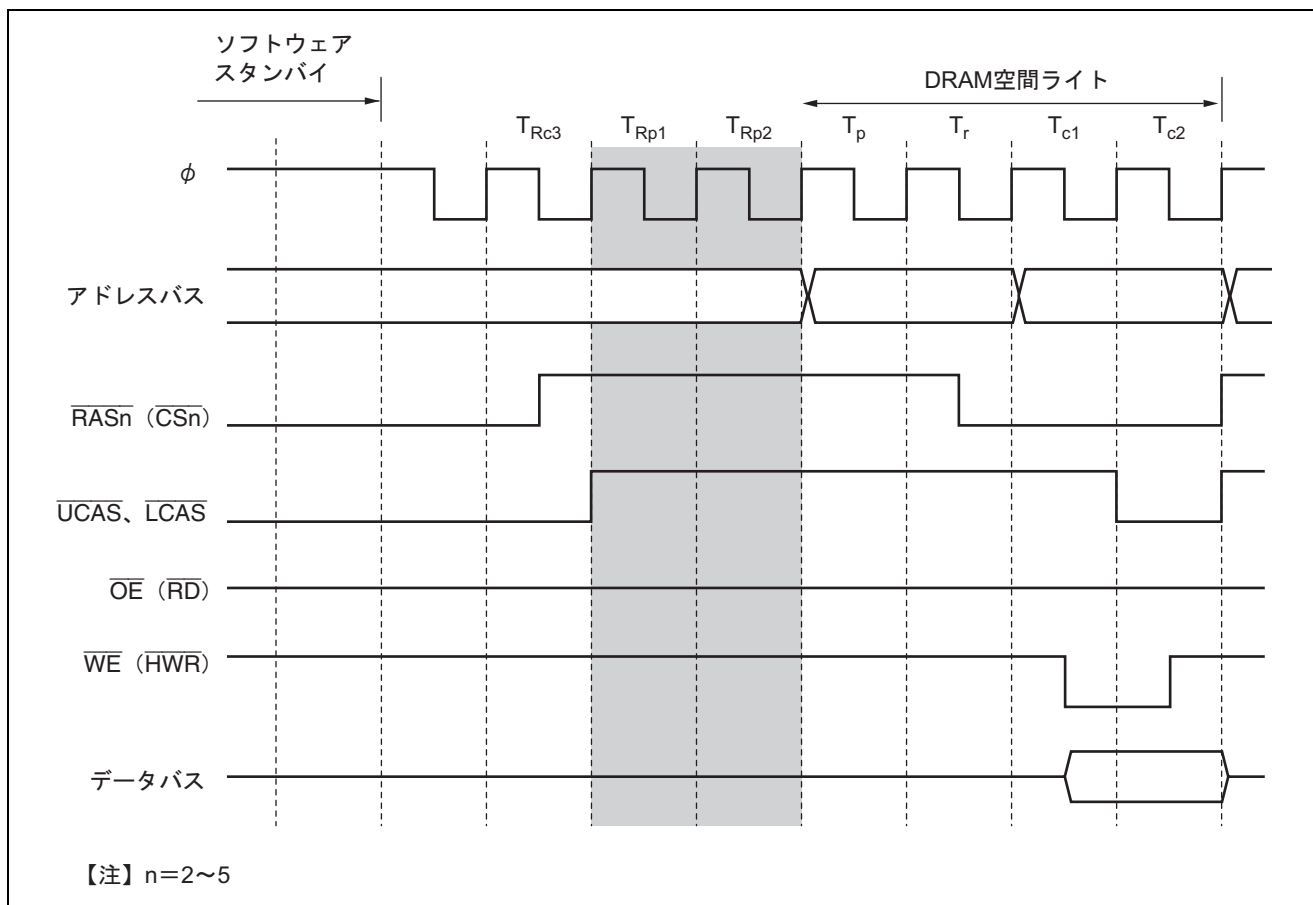 ソフトウェア
スタンバイ
DRAM空間ライト
TRc3 TRp1 TRp2 Tp Tr Tc1 Tc2
φ
アドレスバス
RASn（CSn）
UCAS、LCAS
OE（RD）
WE（HWR）
データバス
【注】n＝2～5